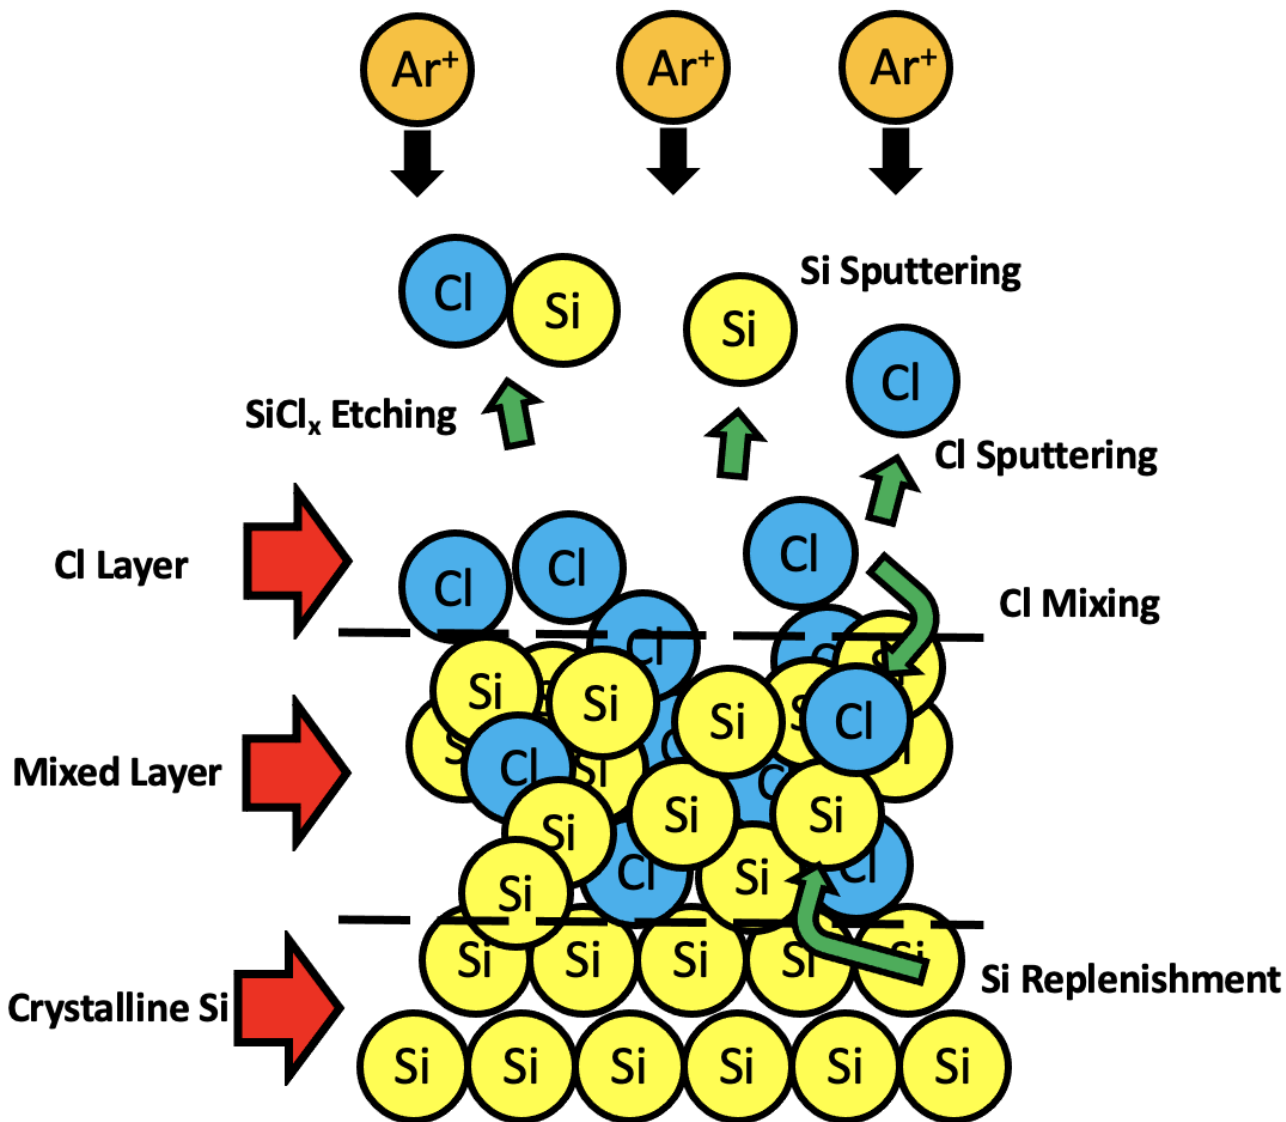 Ar+ Ar+ Ar+
Si Sputtering
Cl Si Si Cl
SiClx Etching
Cl Sputtering
Cl Layer
Cl Cl Cl
Cl Mixing
Cl
Si Si Si Cl
Mixed Layer
Cl Si
Si Si Si
Cl Si Cl
Si
Si Si Si Si Si
Si Replenishment
Crystalline Si
Si Si Si Si Si Si